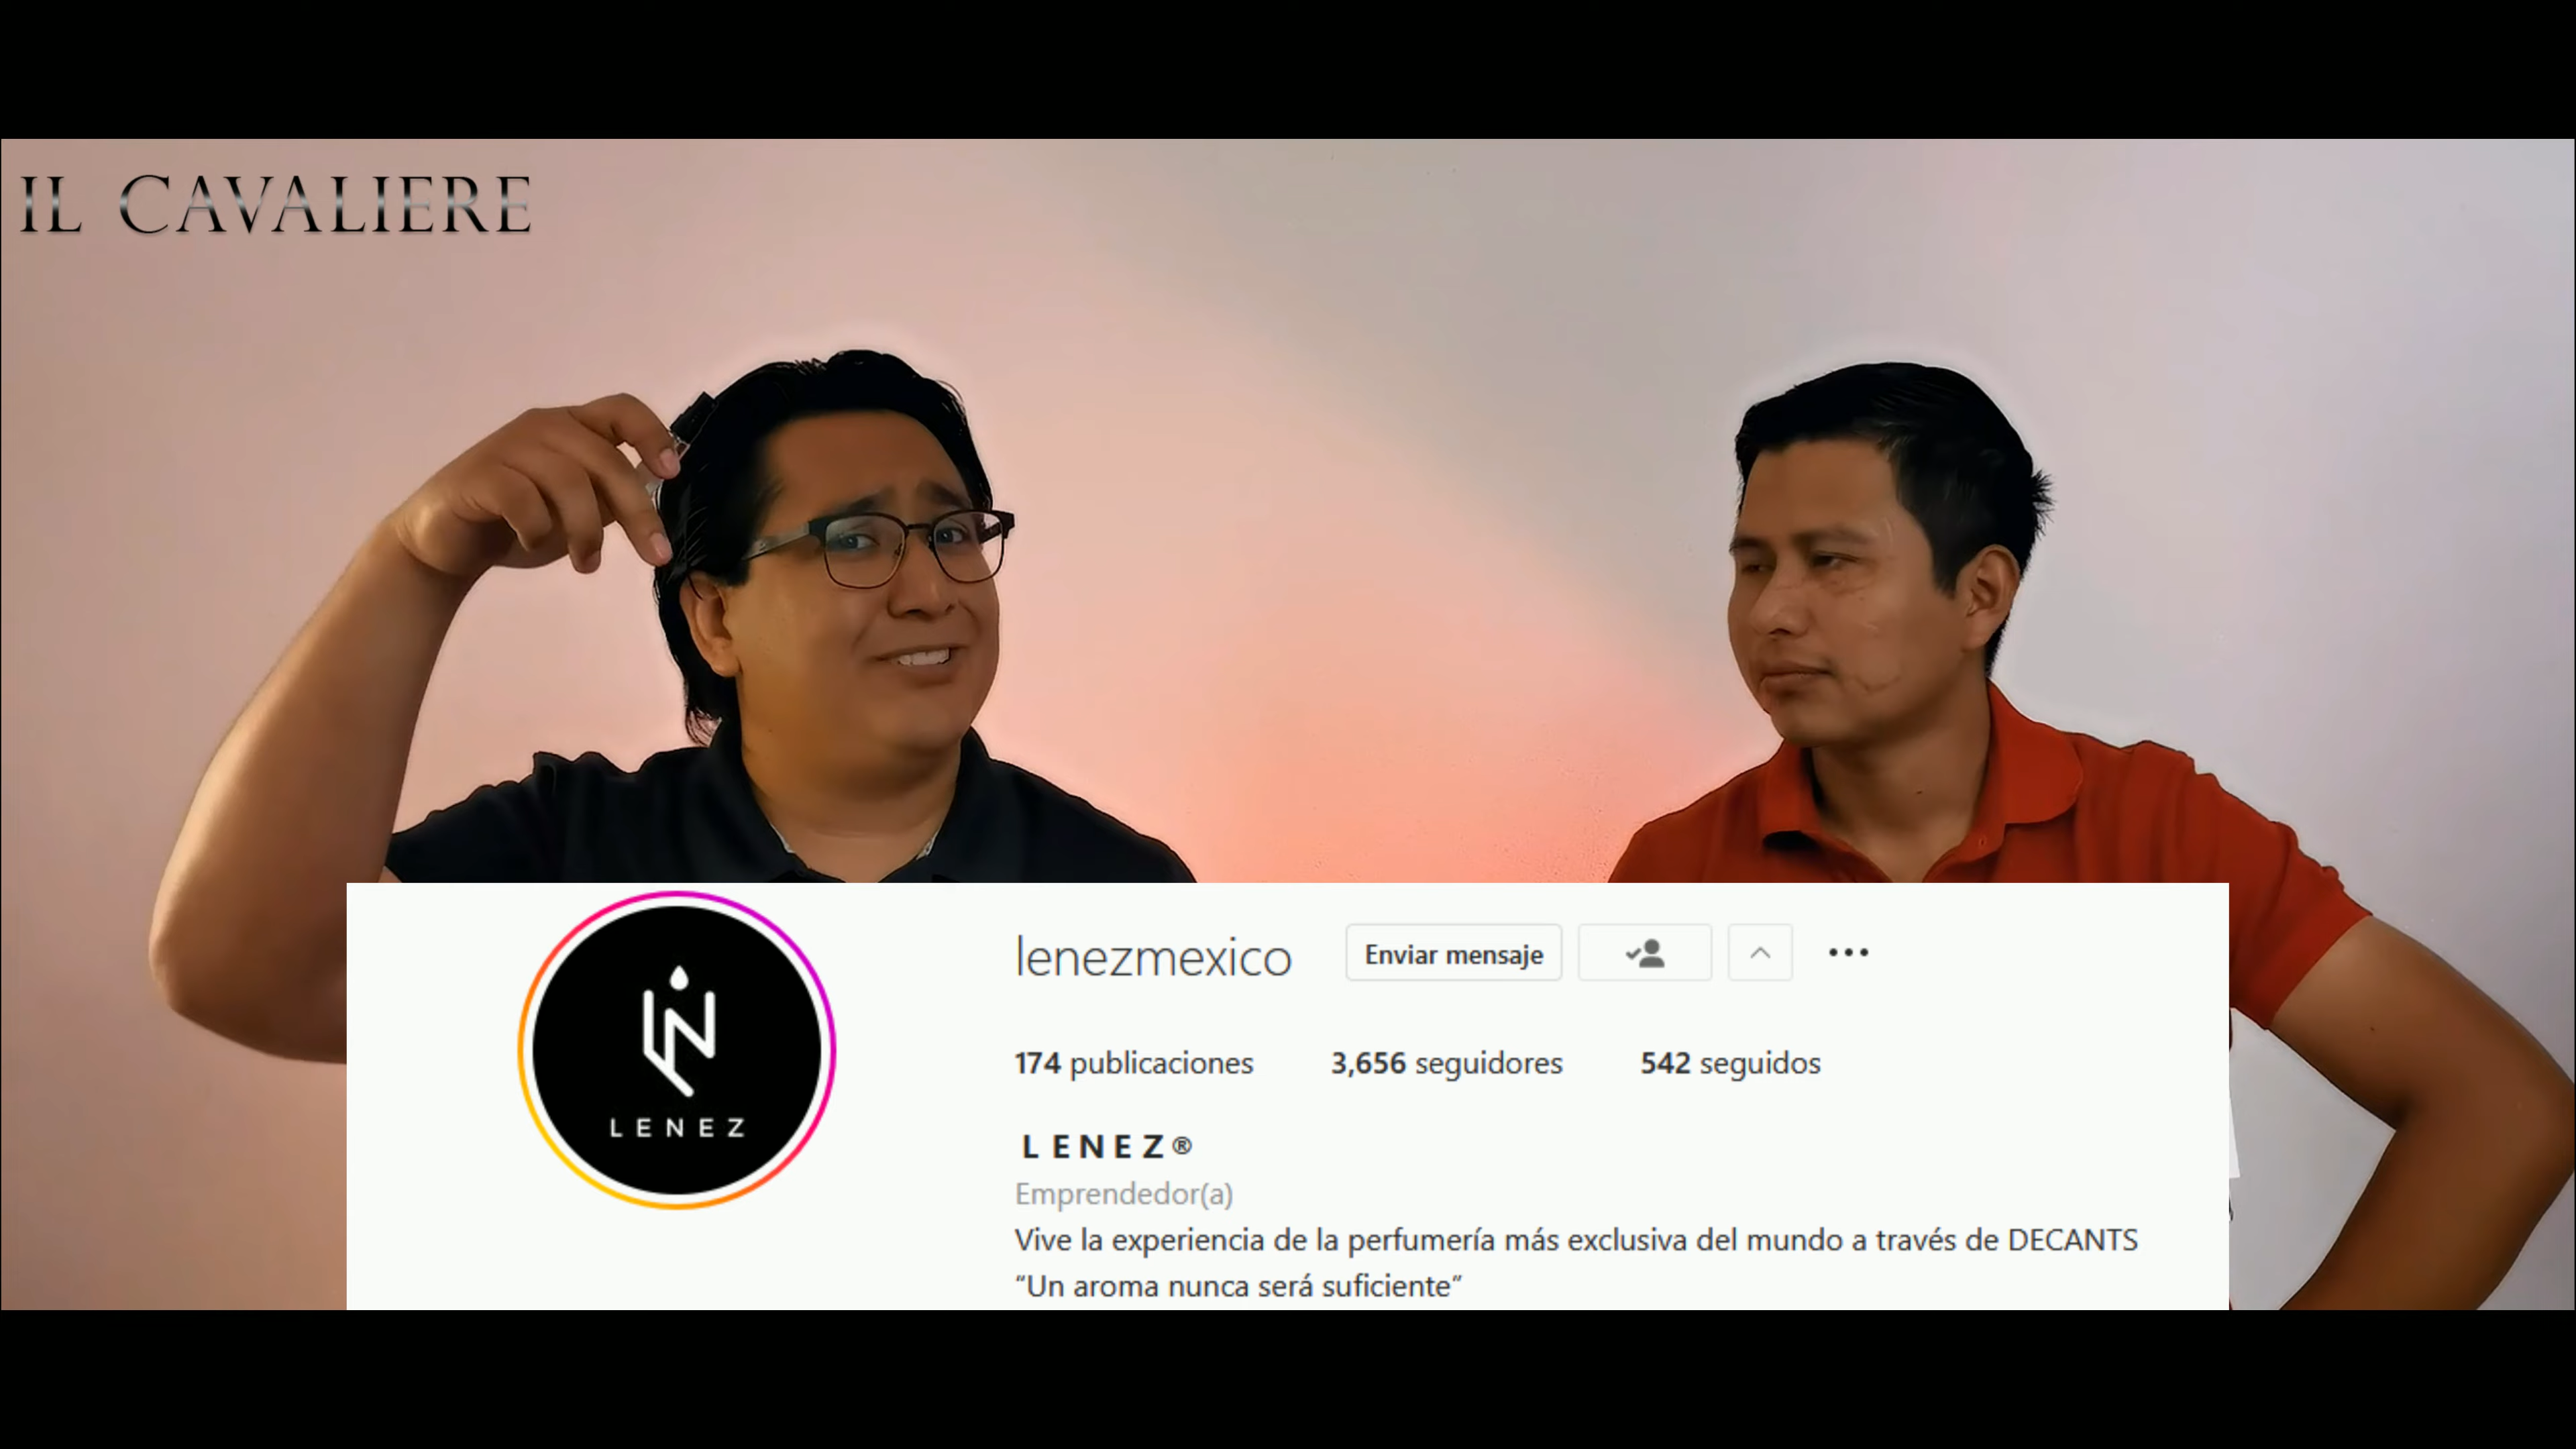 IL CAVALIERE
lenezmexico
Enviar mensaje
174 publicaciones 3,656 seguidores 542 seguidos
LENEZ
L E N E Z ®
Emprendedor(a)
Vive la experiencia de la perfumería más exclusiva del mundo a través de DECANTS
“Un aroma nunca será suficiente”